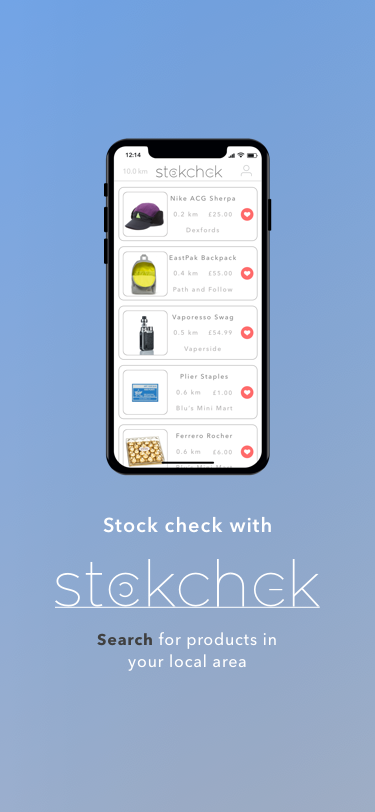 12:14
10.0 km
stckchck
Nike ACG Sherpa
0.2 km £25.00
Dexfords
EastPak Backpack
0.4 km £55.00
Path and Follow
Vaporesso Swag
0.5 km £54.99
Vaperside
Plier Staples
0.6 km £1.00
Blu's Mini Mart
Ferrero Rocher
0.6 km £6.00
Blu's Mini Mart
Stock check with
stckchck
Search for products in
your local area